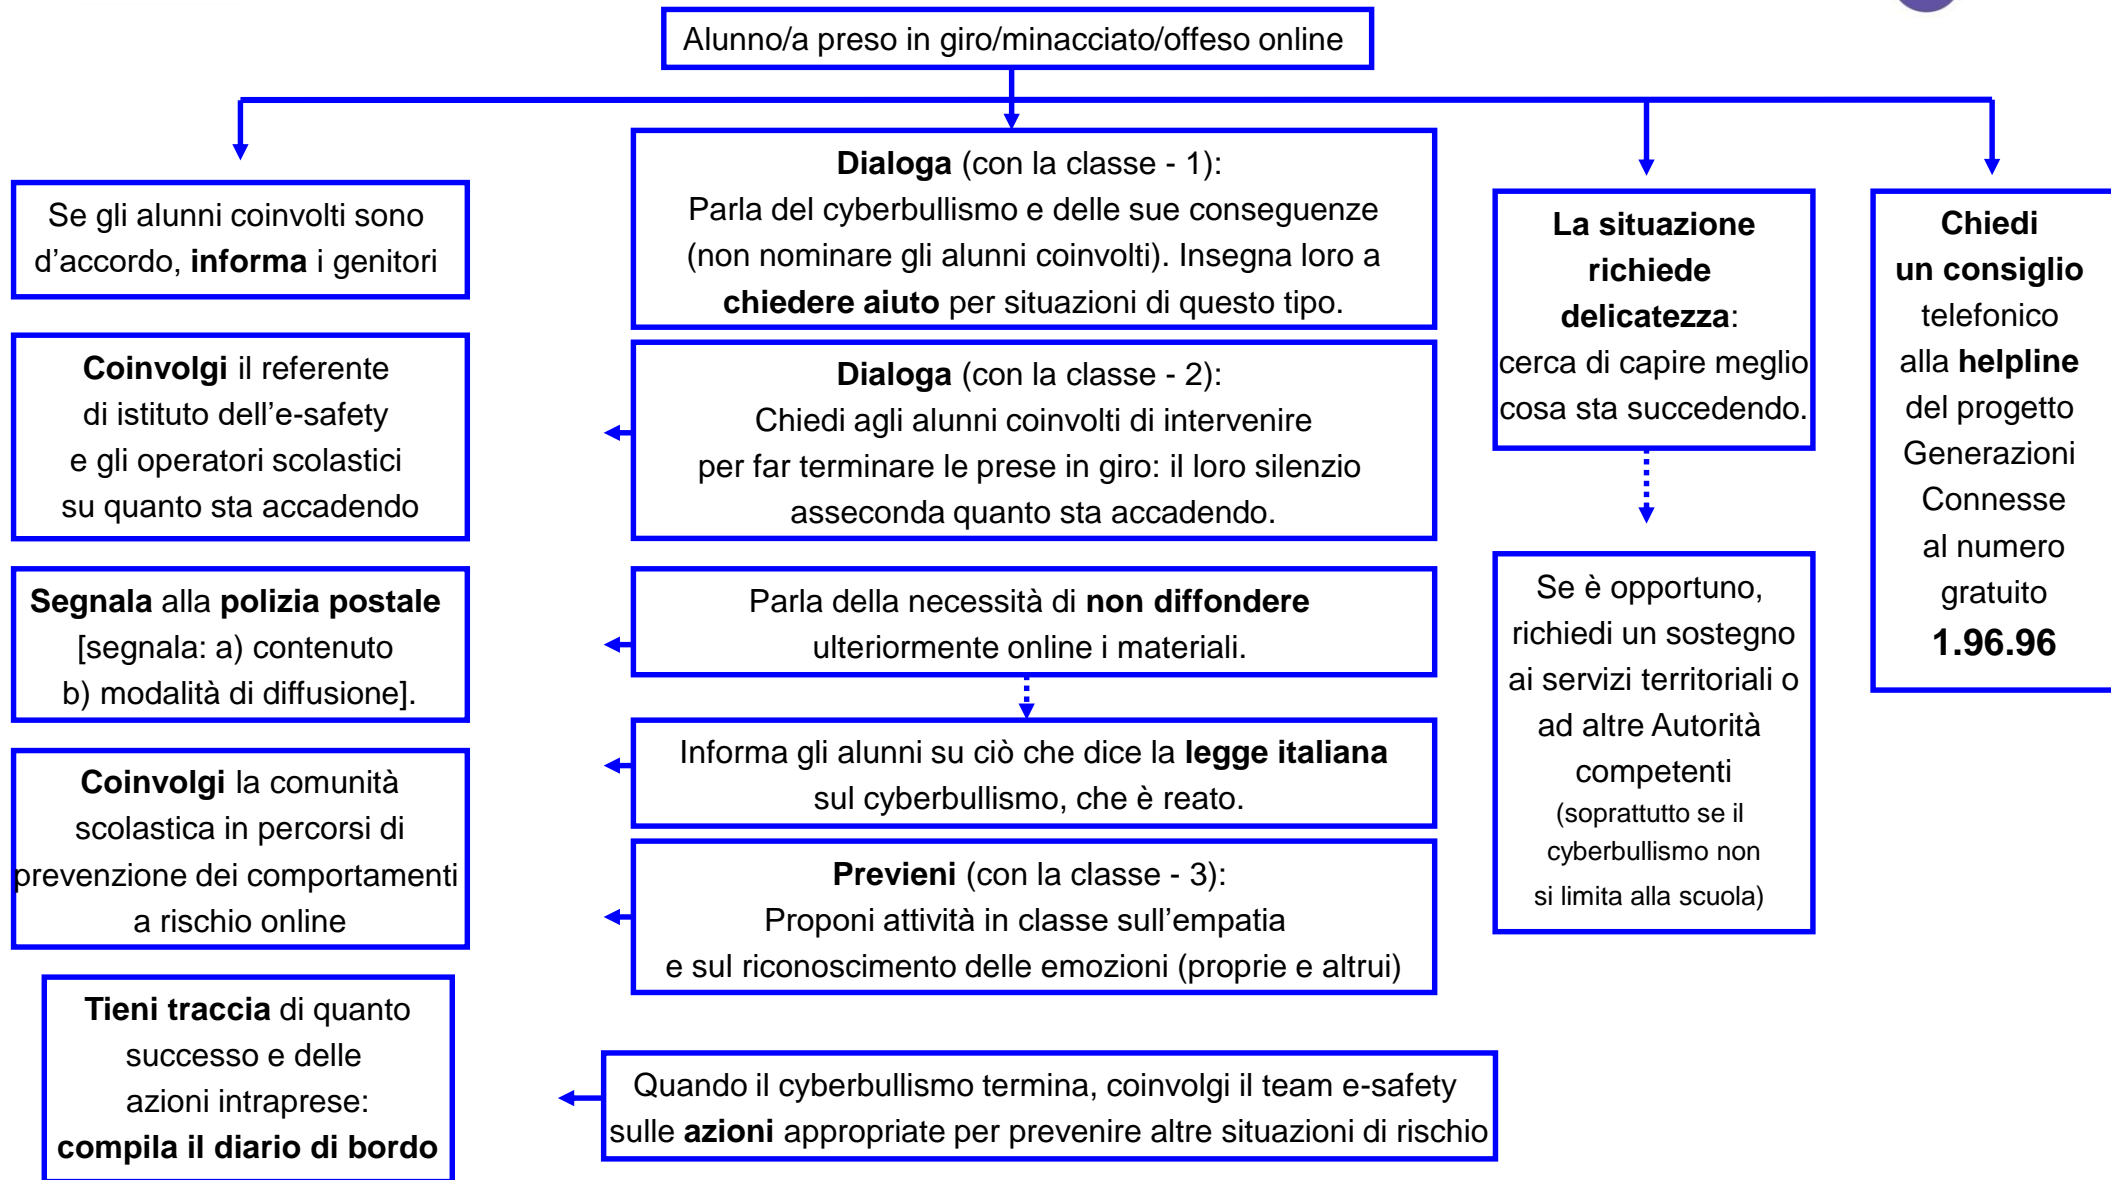 Alunno/a preso in giro/minacciato/offeso online
Se gli alunni coinvolti sono
d’accordo, informa i genitori
Coinvolgi il referente
di istituto dell’e-safety
e gli operatori scolastici
su quanto sta accadendo
Segnala alla polizia postale
[segnala: a) contenuto
b) modalità di diffusione].
Coinvolgi la comunità
scolastica in percorsi di
prevenzione dei comportamenti
a rischio online
Tieni traccia di quanto
successo e delle
azioni intraprese:
compila il diario di bordo
Dialoga (con la classe - 1):
Parla del cyberbullismo e delle sue conseguenze
(non nominare gli alunni coinvolti). Insegna loro a
chiedere aiuto per situazioni di questo tipo.
Dialoga (con la classe - 2):
Chiedi agli alunni coinvolti di intervenire
per far terminare le prese in giro: il loro silenzio
asseconda quanto sta accadendo.
Parla della necessità di non diffondere
ulteriormente online i materiali.
Informa gli alunni su ciò che dice la legge italiana
sul cyberbullismo, che è reato.
Previeni (con la classe - 3):
Proponi attività in classe sull’empatia
e sul riconoscimento delle emozioni (proprie e altrui)
Quando il cyberbullismo termina, coinvolgi il team e-safety
sulle azioni appropriate per prevenire altre situazioni di rischio
La situazione
richiede
delicatezza:
cerca di capire meglio
cosa sta succedendo.
Se è opportuno,
richiedi un sostegno
ai servizi territoriali o
ad altre Autorità
competenti
(soprattutto se il
cyberbullismo non
si limita alla scuola)
Chiedi
un consiglio
telefonico
alla helpline
del progetto
Generazioni
Connesse
al numero
gratuito
1.96.96